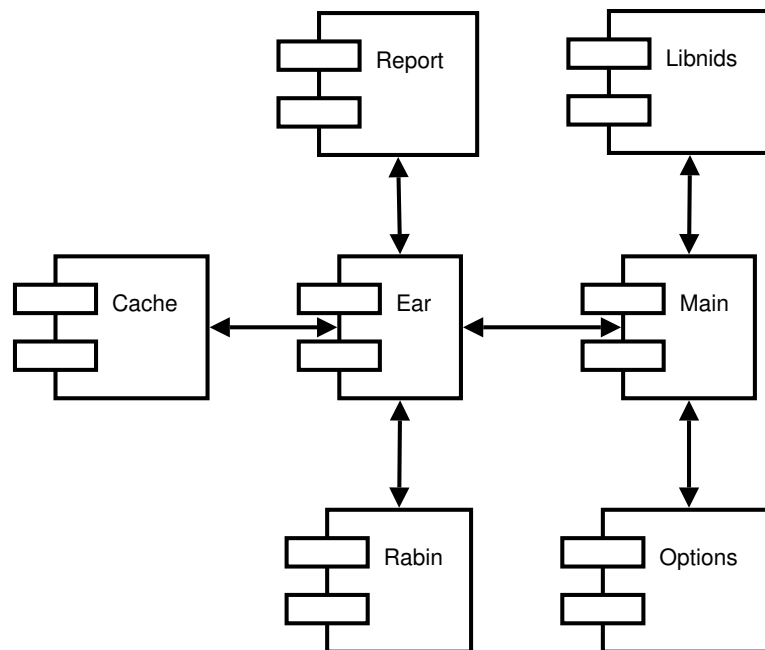 Report
Libnids
Cache
Ear
Main
Rabin
Options